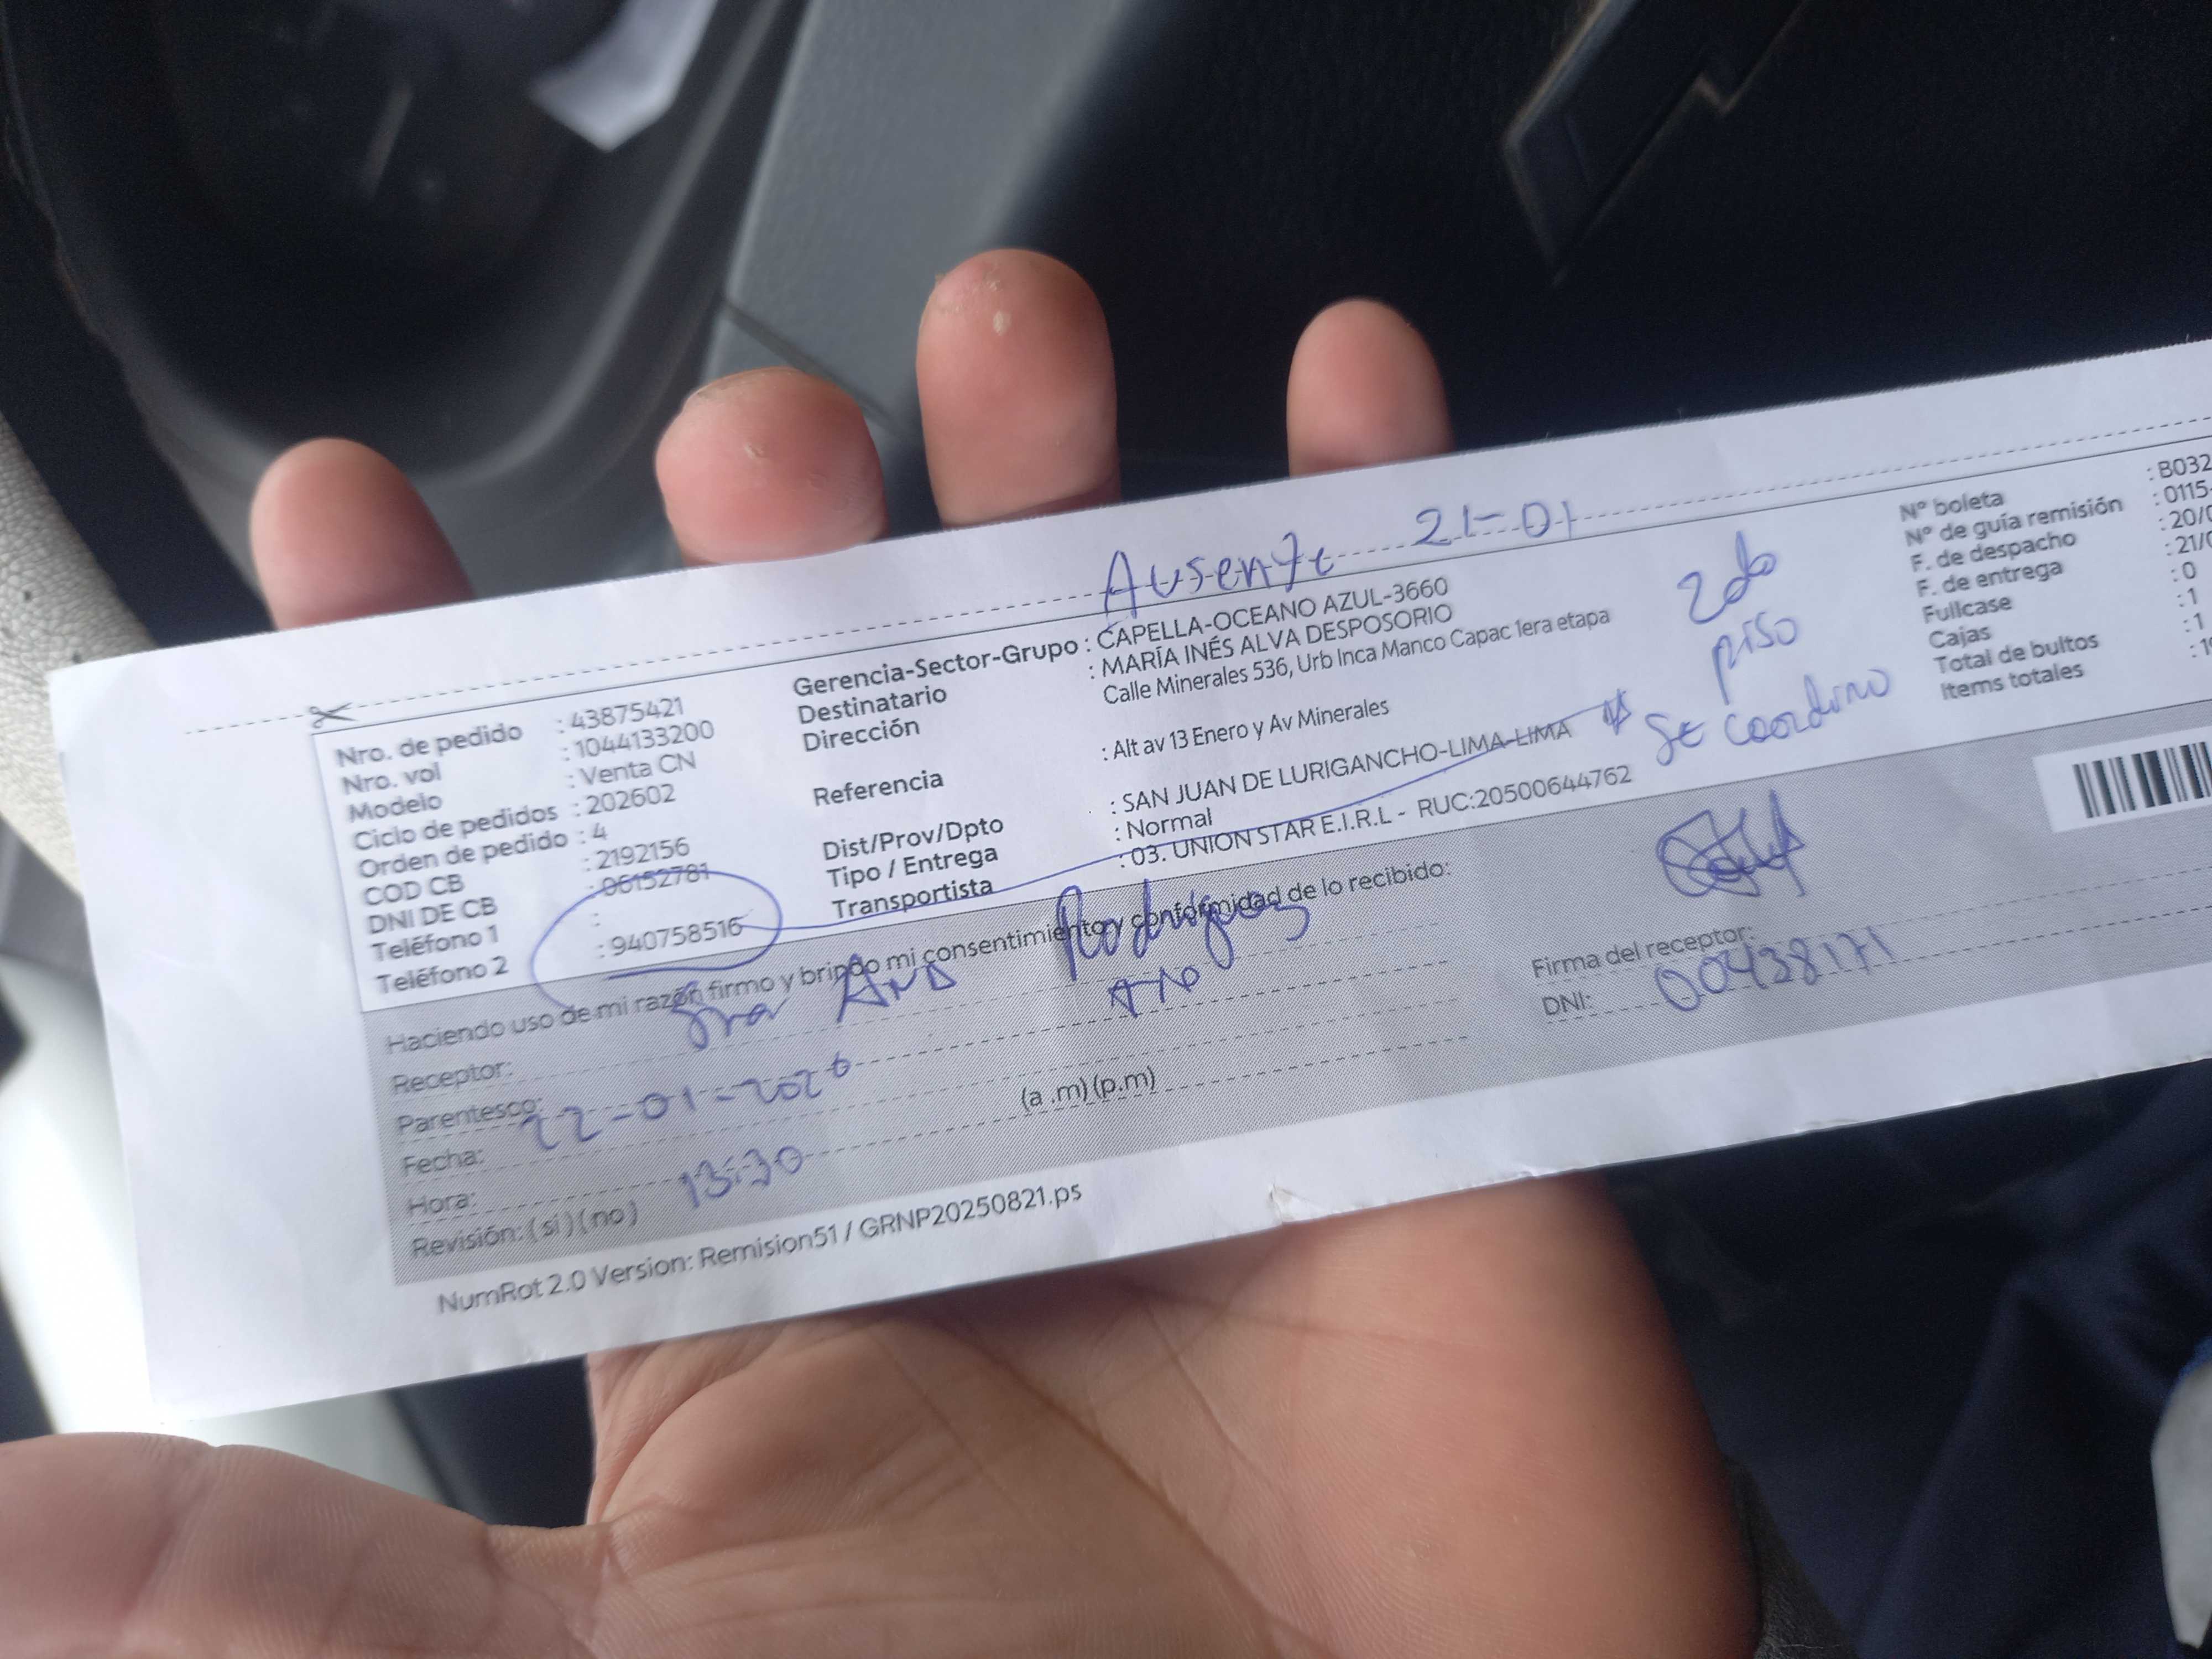 Ausente 21-01
Nro. de pedido : 43875421
Nro. vol : 1044133200
Modelo : Venta CN
Ciclo de pedidos : 202602
Orden de pedido : 4
COD CB : 2192156
DNI DE CB : 06152781
Teléfono 1 :
Teléfono 2 : 940758516
Gerencia-Sector-Grupo : CAPELLA-OCEANO AZUL-3660
Destinatario : MARÍA INÉS ALVA DESPOSORIO
Dirección Calle Minerales 536, Urb Inca Manco Capac 1era etapa
Referencia : Alt av 13 Enero y Av Minerales
Dist/Prov/Dpto : SAN JUAN DE LURIGANCHO-LIMA-LIMA
Tipo / Entrega : Normal
Transportista : 03. UNION STAR E.I.R.L - RUC:20500644762
2do
piso
Se coordino
Nº boleta : B032
Nº de guía remisión : 0115-
F. de despacho : 20/0
F. de entrega : 21/0
Fullcase : 0
Cajas : 1
Total de bultos : 1
Items totales : 1
Haciendo uso de mi razón firmo y brindo mi consentimiento y conformidad de lo recibido:
Receptor: Sra Ana Rodriguez
Parentesco:
Fecha: 22-01-2026
Hora: 13:30 (a .m) (p.m)
Revisión: ( si ) ( no )
Firma del receptor:
DNI: 00438171
NumRot 2.0 Version: Remision51 / GRNP20250821.ps